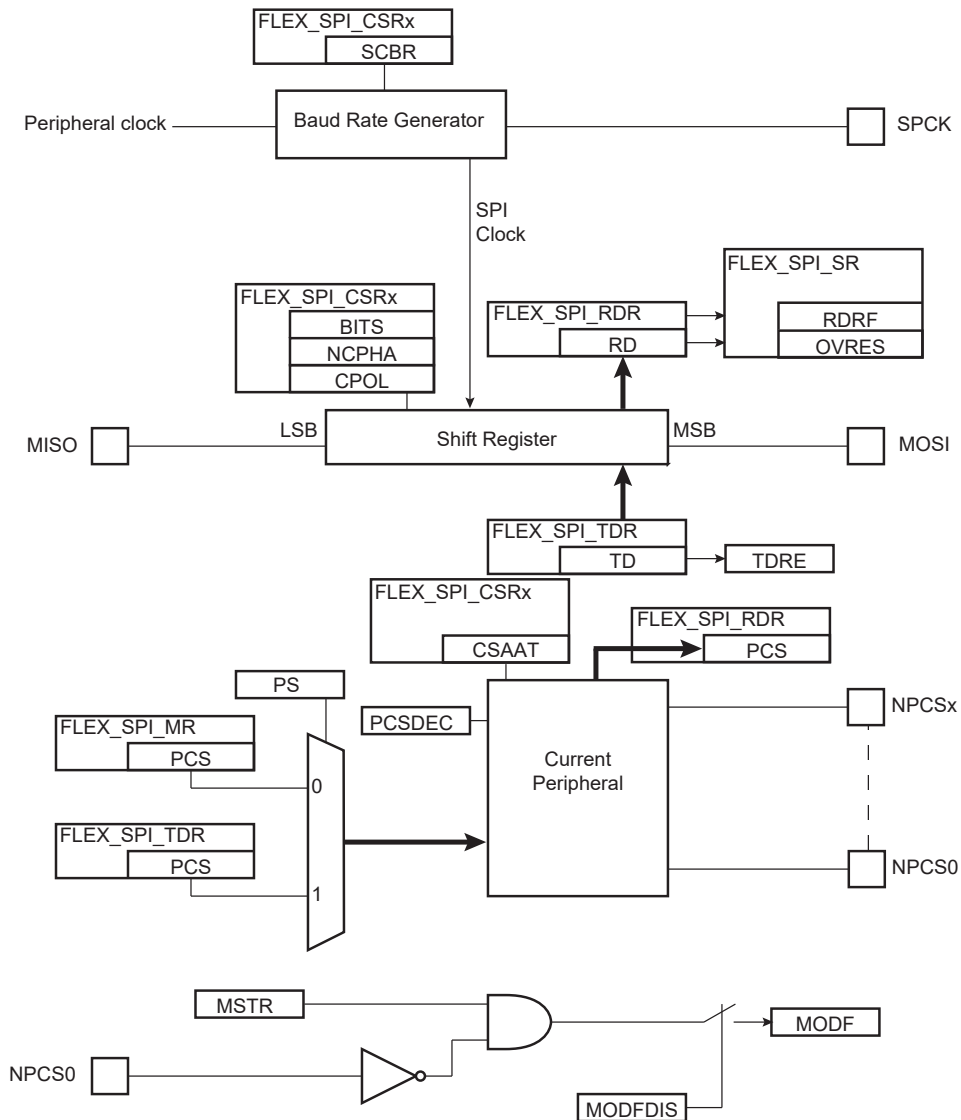 FLEX_SPI_CSRx
SCBR
Peripheral clock
Baud Rate Generator
SPCK
SPI
Clock
FLEX_SPI_CSRx
BITS
NCPHA
CPOL
FLEX_SPI_RDR
RD
FLEX_SPI_SR
RDRF
OVRES
MISO
LSB
Shift Register
MSB
MOSI
FLEX_SPI_TDR
TD
TDRE
FLEX_SPI_CSRx
CSAAT
FLEX_SPI_RDR
PCS
PS
PCSDEC
NPCSx
FLEX_SPI_MR
PCS
0
Current
Peripheral
FLEX_SPI_TDR
PCS
1
NPCS0
MSTR
MODF
NPCS0
MODFDIS